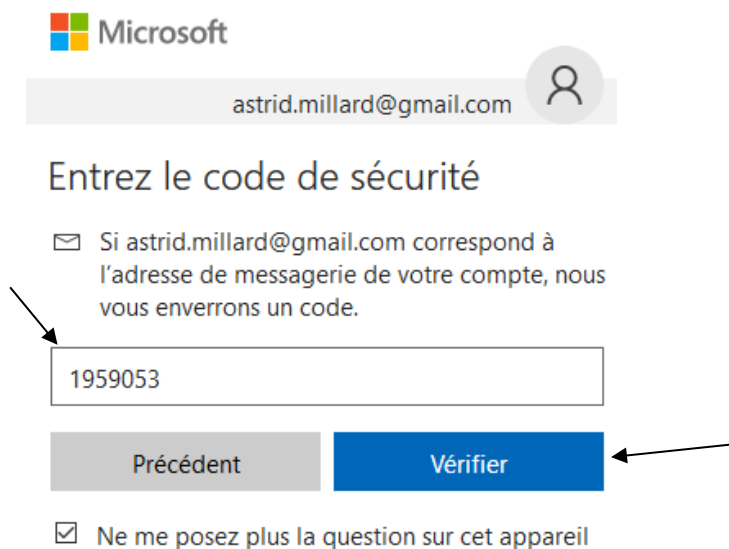 Microsoft
astrid.millard@gmail.com
Entrez le code de sécurité
Si astrid.millard@gmail.com correspond à
l'adresse de messagerie de votre compte, nous
vous enverrons un code.
1959053
Précédent
Vérifier
Ne me posez plus la question sur cet appareil